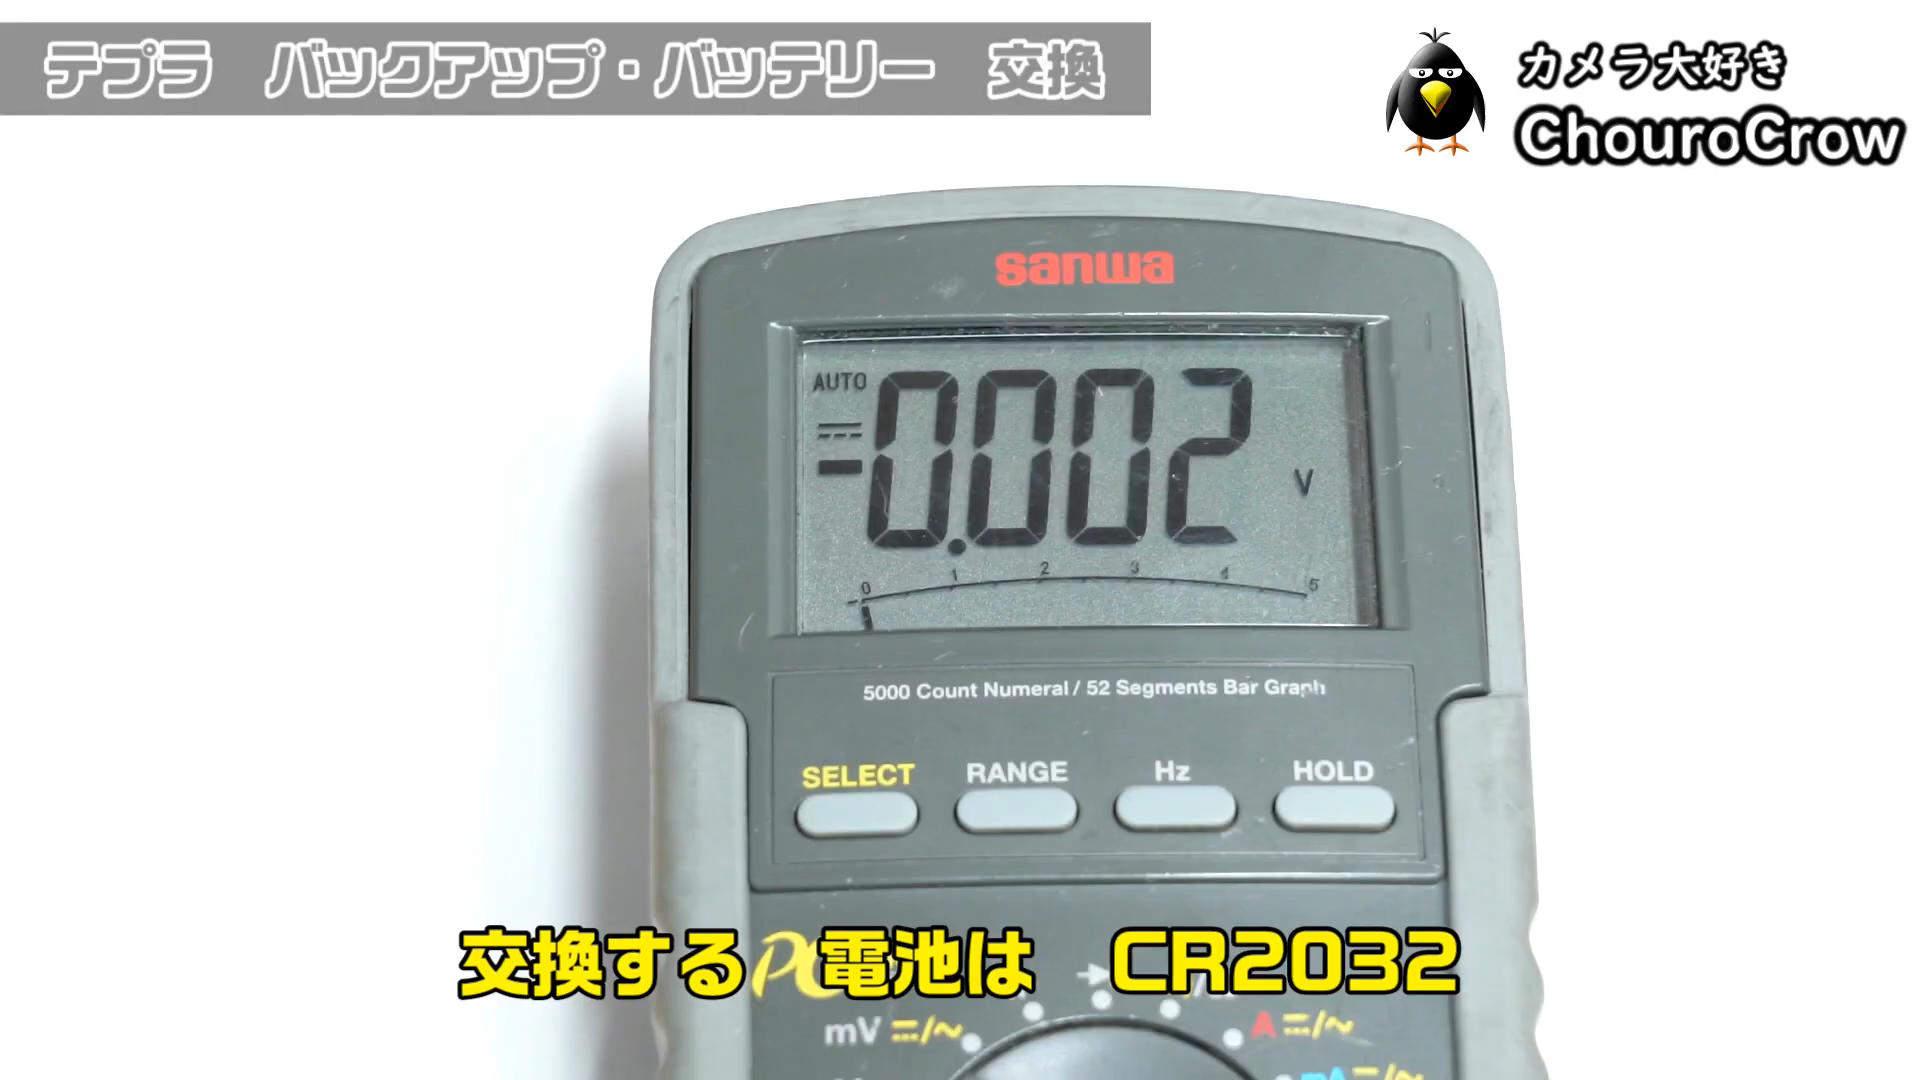 テプラ　バックアップ・バッテリー　交換
カメラ大好き
ChouroCrow
sanwa
AUTO
-0.002
V
0 1 2 3 4 5
5000 Count Numeral / 52 Segments Bar Graph
SELECT RANGE Hz HOLD
交換する　電池は　CR2032
mV
A
mA